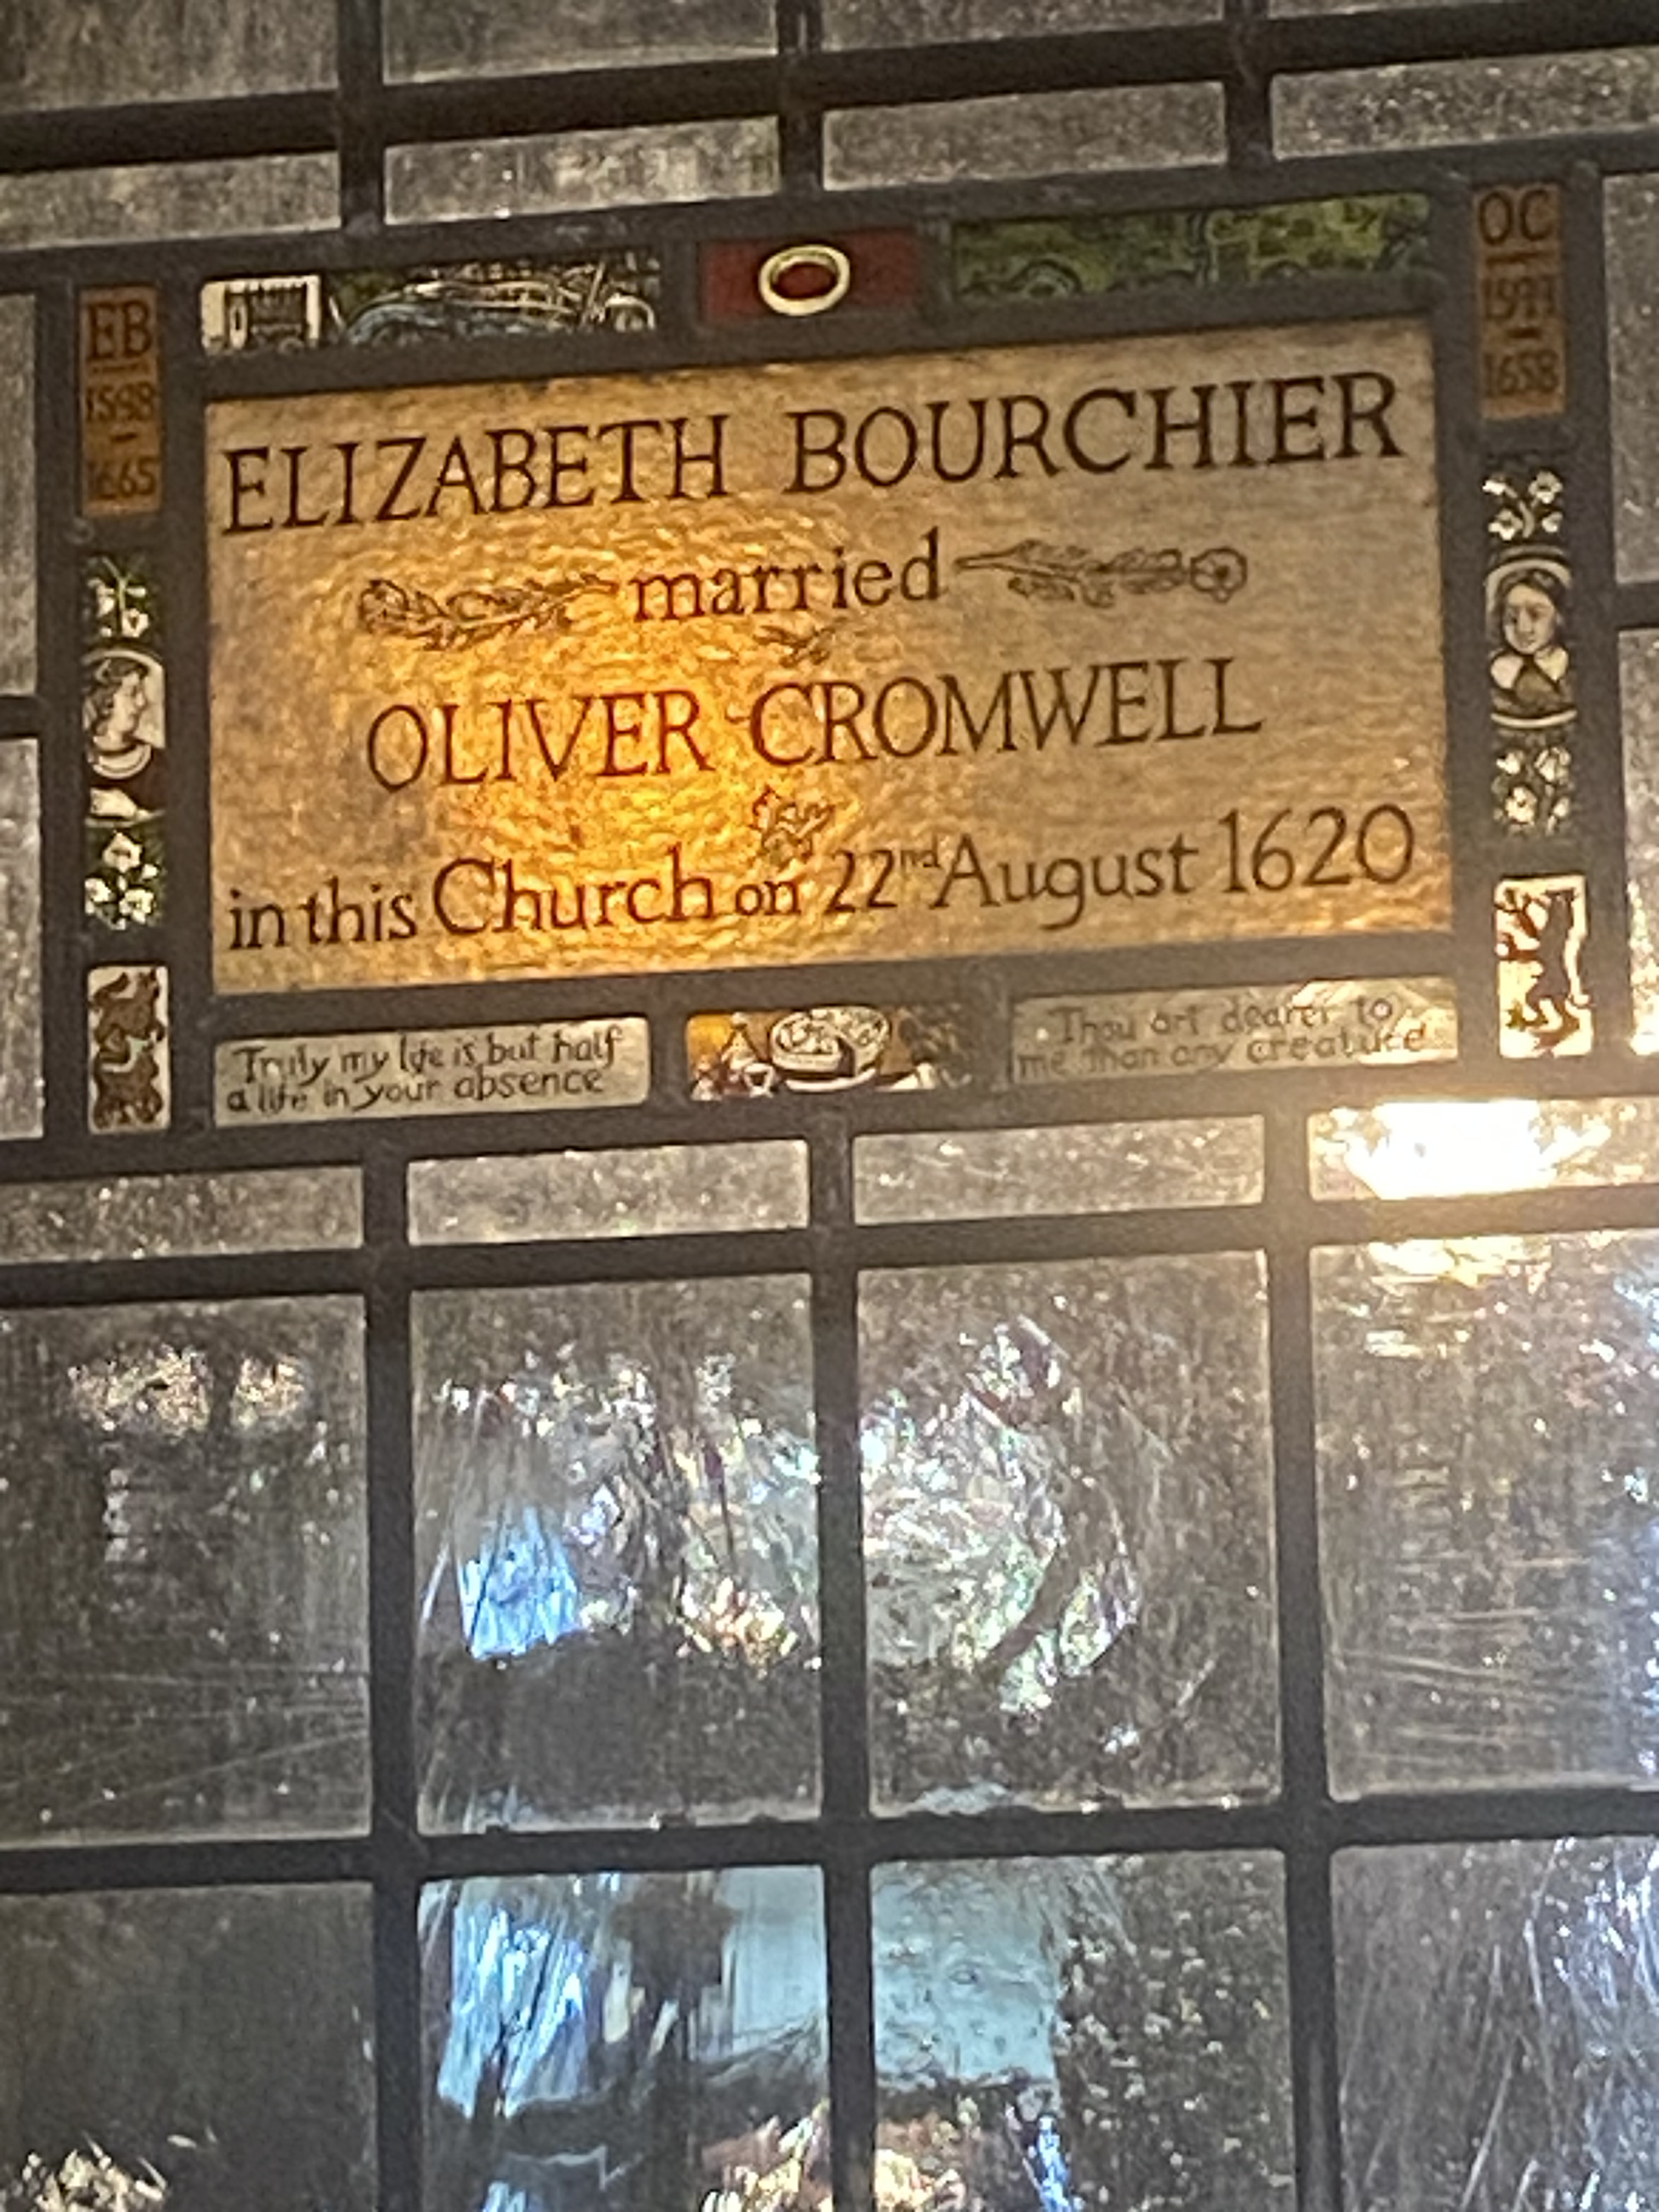 EB
1598
-
1665
OC
1599
-
1658
ELIZABETH BOURCHIER
married
OLIVER CROMWELL
in this Church on 22nd August 1620
Truly my life is but half
a life in your absence
Thou art dearer to
me than any creature